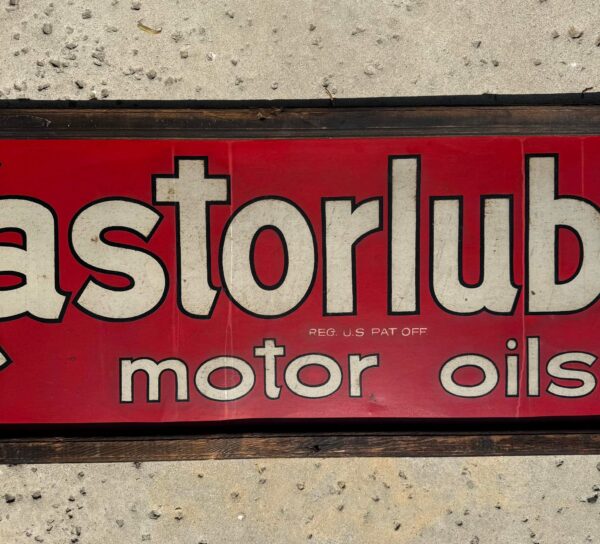 astorlub
REG. U.S PAT OFF.
motor oils